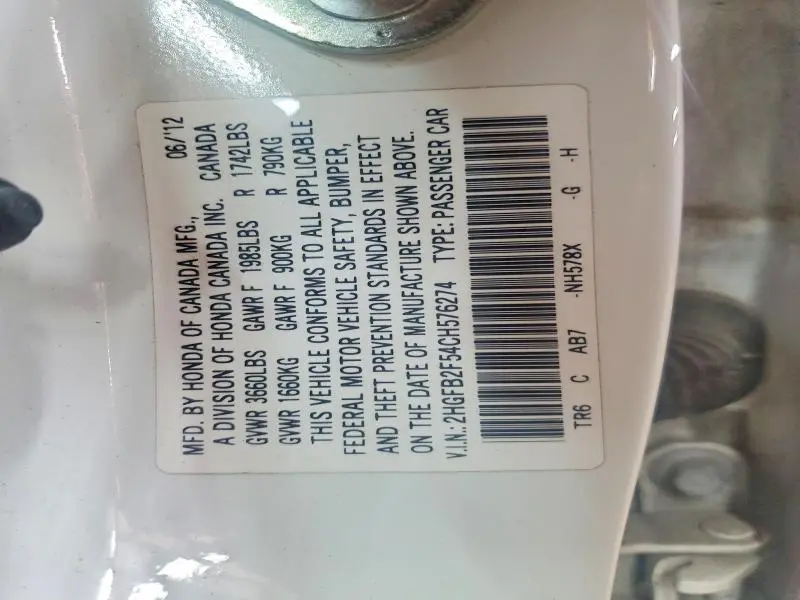 MFD. BY HONDA OF CANADA MFG., 06/12
A DIVISION OF HONDA CANADA INC. CANADA
GVWR 3660LBS GAWR F 1985LBS R 1742LBS
GVWR 1660KG GAWR F 900KG R 790KG
THIS VEHICLE CONFORMS TO ALL APPLICABLE
FEDERAL MOTOR VEHICLE SAFETY, BUMPER,
AND THEFT PREVENTION STANDARDS IN EFFECT
ON THE DATE OF MANUFACTURE SHOWN ABOVE.
V.I.N.:2HGFB2F54CH576274 TYPE: PASSENGER CAR
TR6 C AB7 -NH578X -G -H